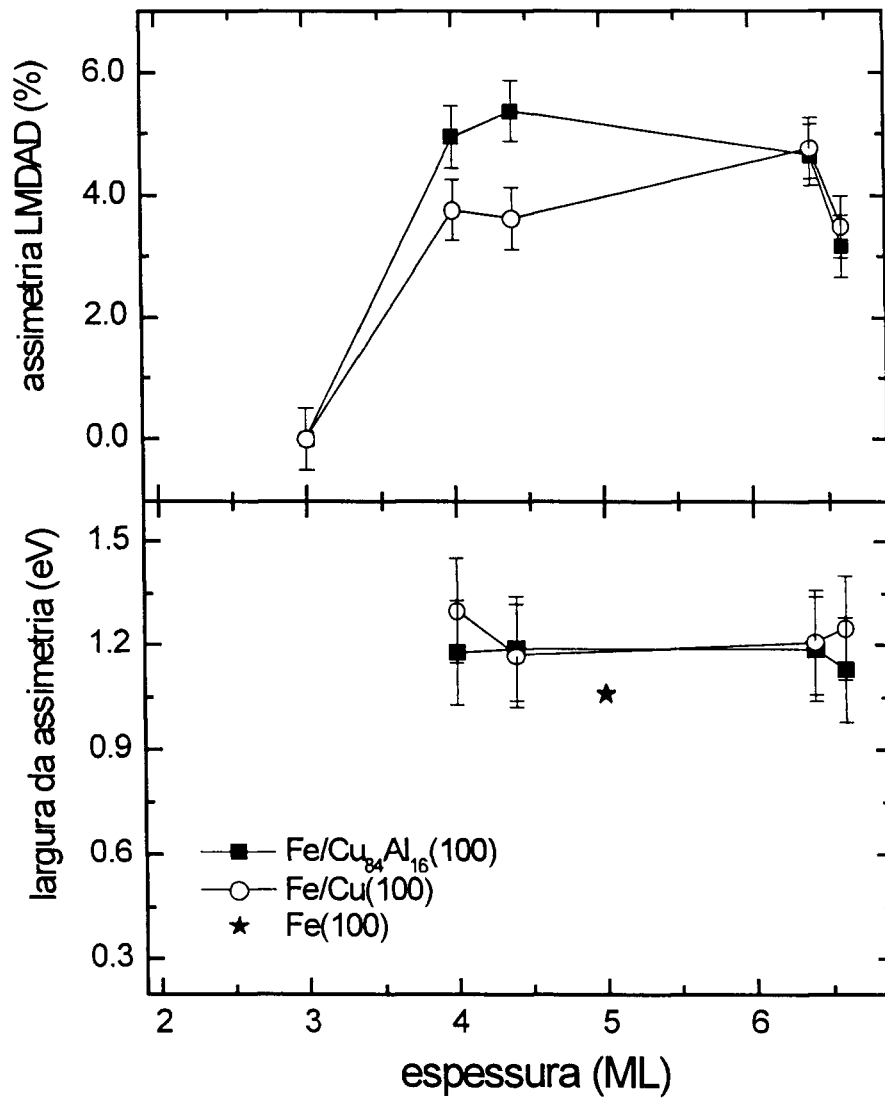 assimetria LMDAD (%)
6.0
4.0
2.0
0.0
largura da assimetria (eV)
1.5
1.2
0.9
0.6
0.3
Fe/Cu₈₄Al₁₆(100)
Fe/Cu(100)
Fe(100)
2 3 4 5 6
espessura (ML)